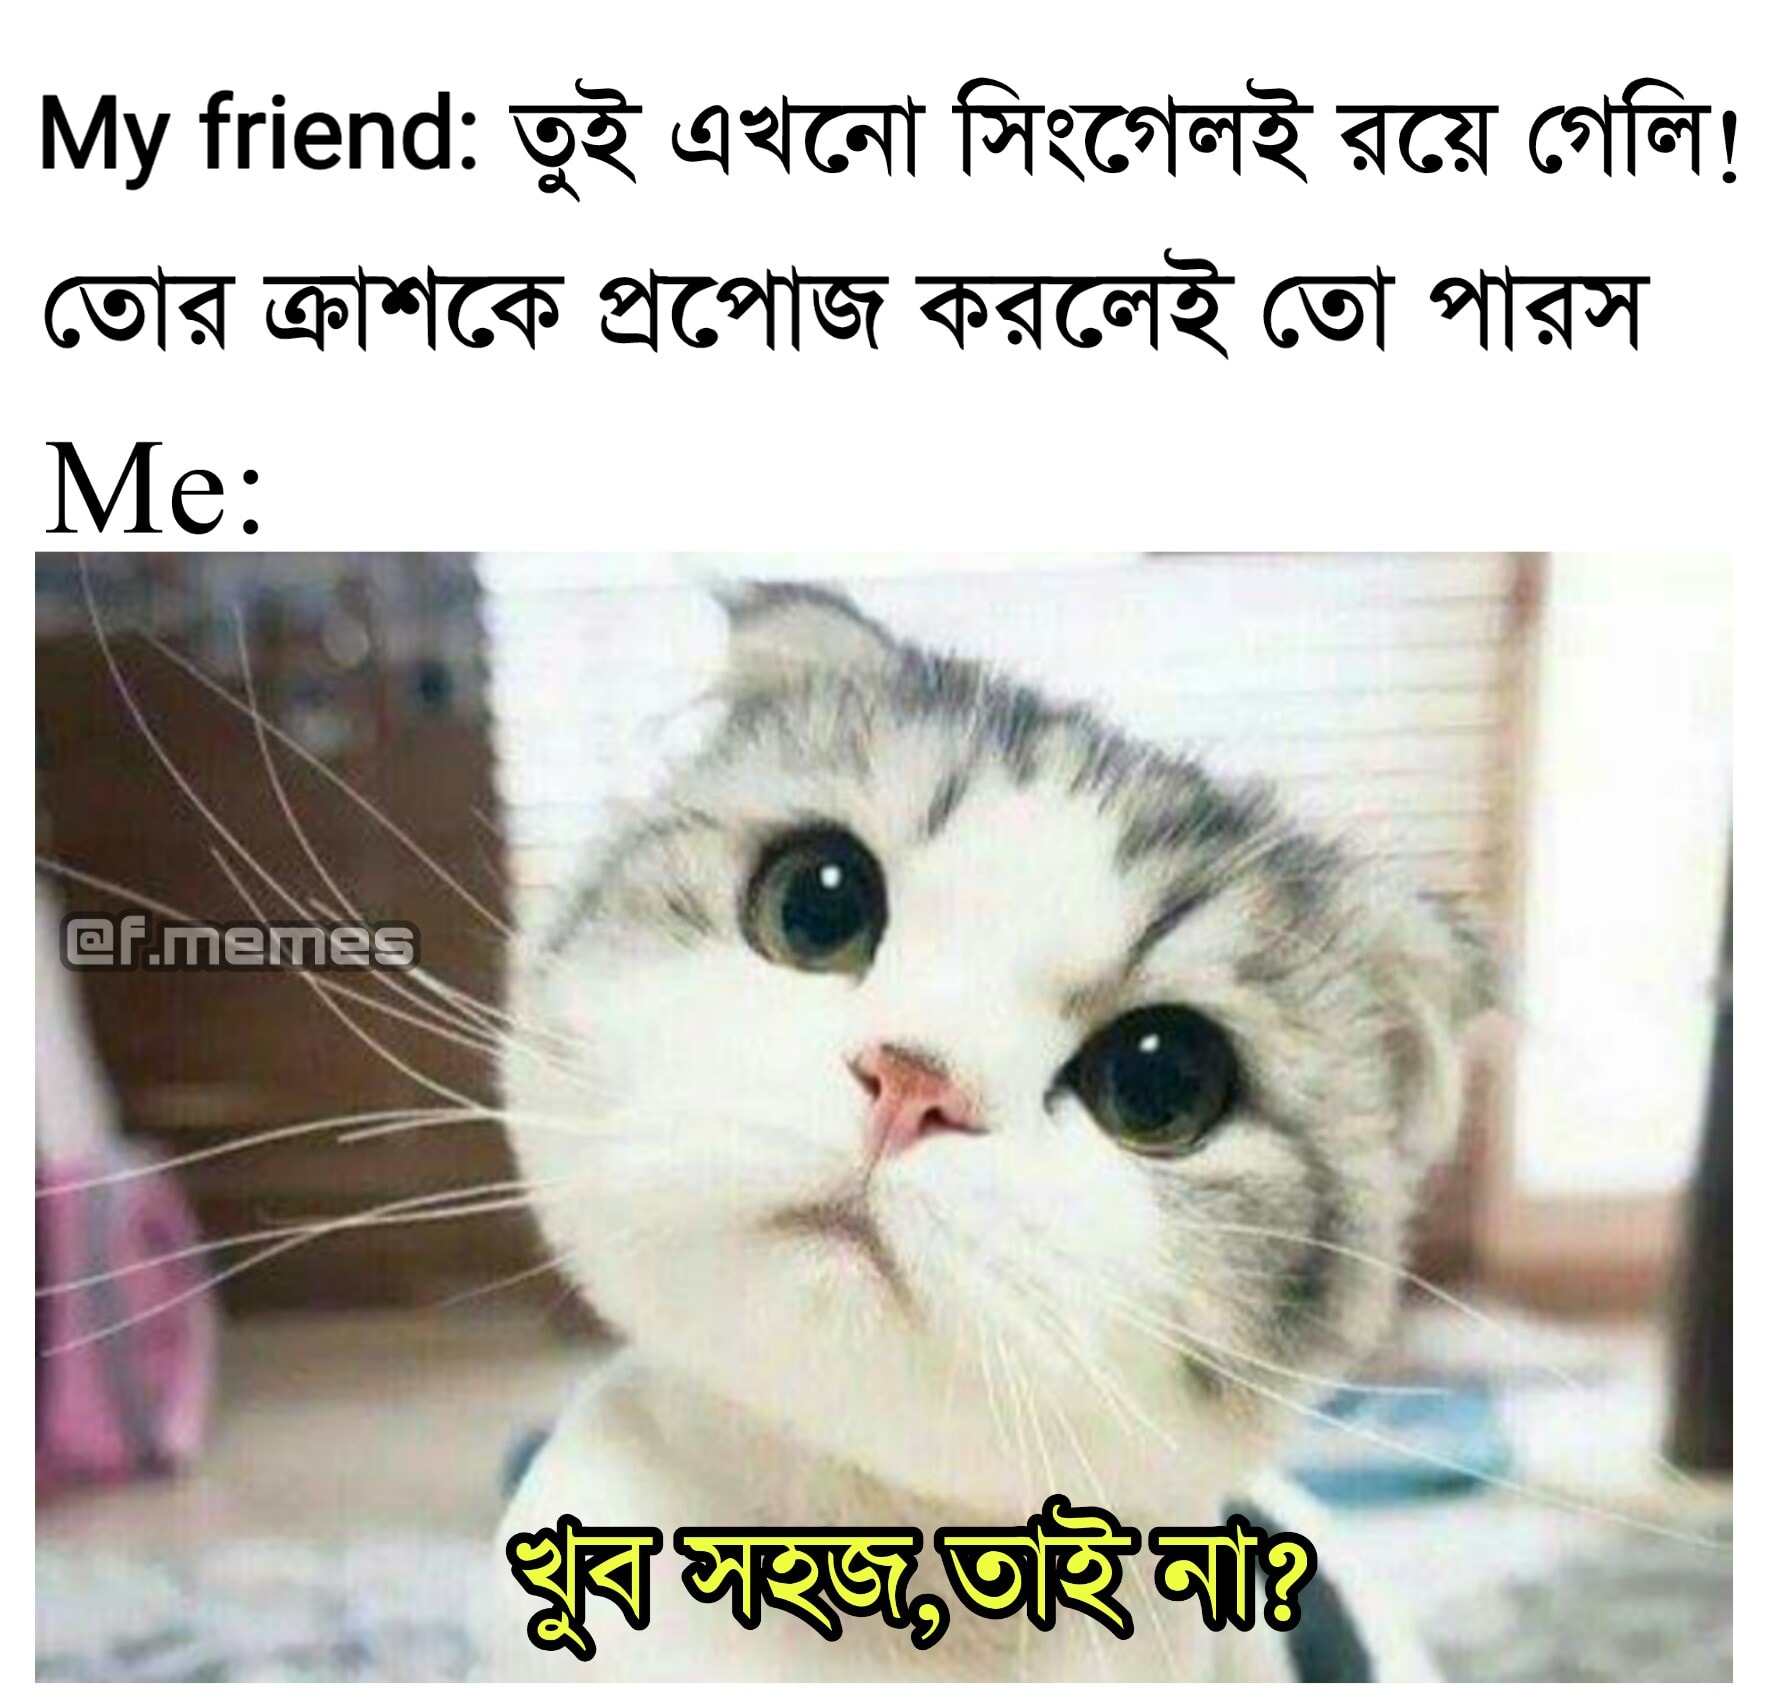 My friend: তুই এখনো সিংগেলই রয়ে গেলি!
তোর ক্রাশকে প্রপোজ করলেই তো পারস
Me:
@f.memes
খুব সহজ,তাই না?